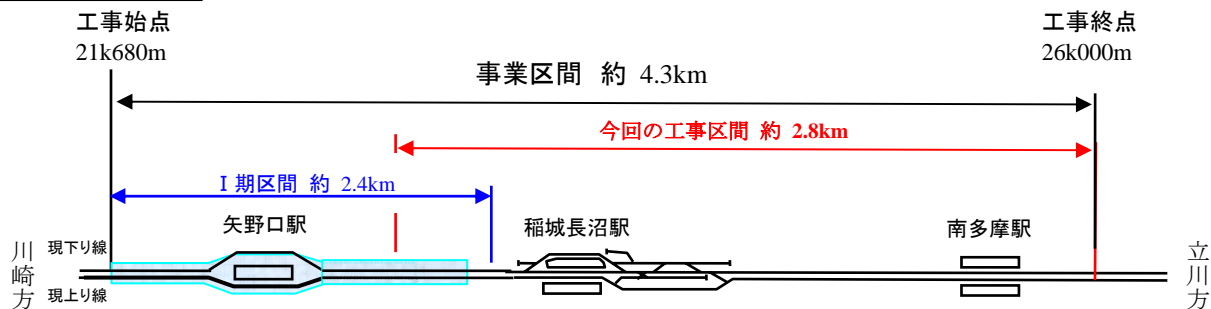 工事始点
21k680m
工事終点
26k000m
事業区間 約 4.3km
今回の工事区間 約 2.8km
Ⅰ期区間 約 2.4km
矢野口駅
稲城長沼駅
南多摩駅
川崎方
現下り線
現上り線
立川方